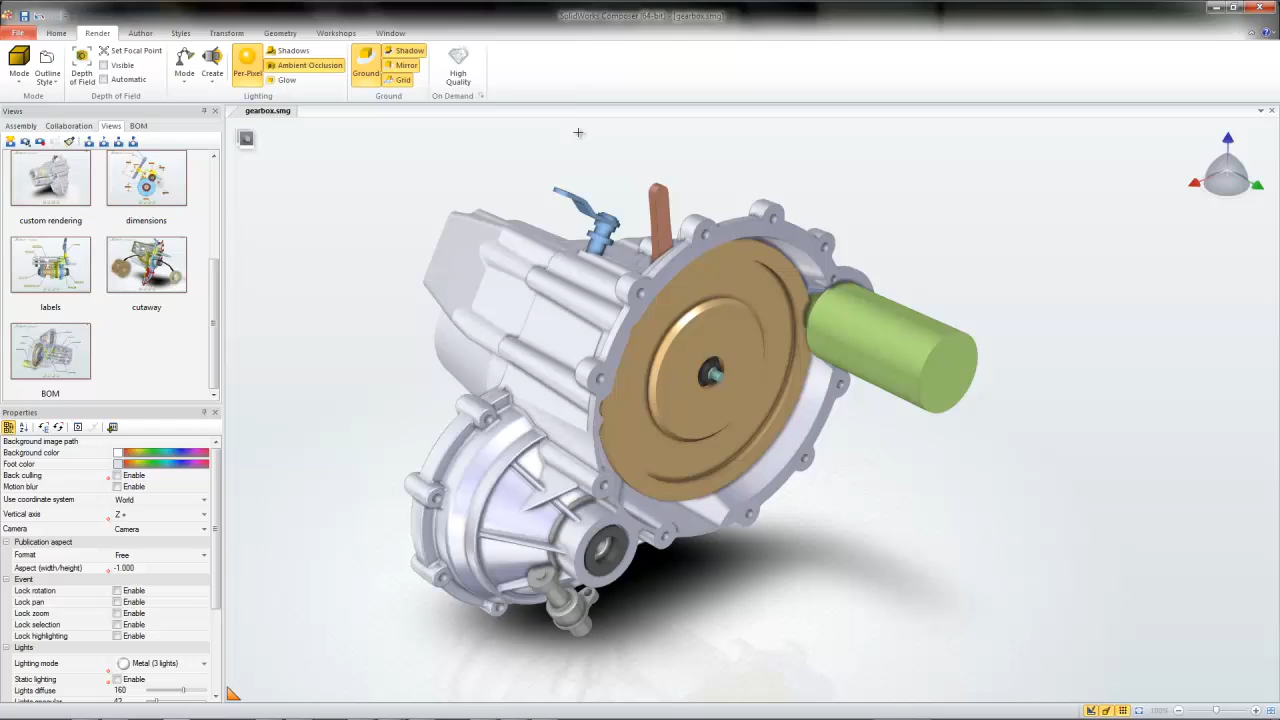 SolidWorks Composer (64-bit) - [gearbox.smg]
File Home Render Author Styles Transform Geometry Workshops Window
Mode
Outline Style
Mode
Depth of Field
Set Focal Point
Visible
Automatic
Depth of Field
Mode
Create
Per-Pixel
Shadows
Ambient Occlusion
Glow
Lighting
Ground
Shadow
Mirror
Grid
Ground
High Quality
On Demand
Views
gearbox.smg
Assembly Collaboration Views BOM
custom rendering
dimensions
labels
cutaway
BOM
Properties
Background image path
Background color
Foot color
Back culling Enable
Motion blur Enable
Use coordinate system World
Vertical axis Z +
Camera Camera
Publication aspect
Format Free
Aspect (width/height) -1.000
Event
Lock rotation Enable
Lock pan Enable
Lock zoom Enable
Lock selection Enable
Lock highlighting Enable
Lights
Lighting mode Metal (3 lights)
Static lighting Enable
Lights diffuse 160
100%